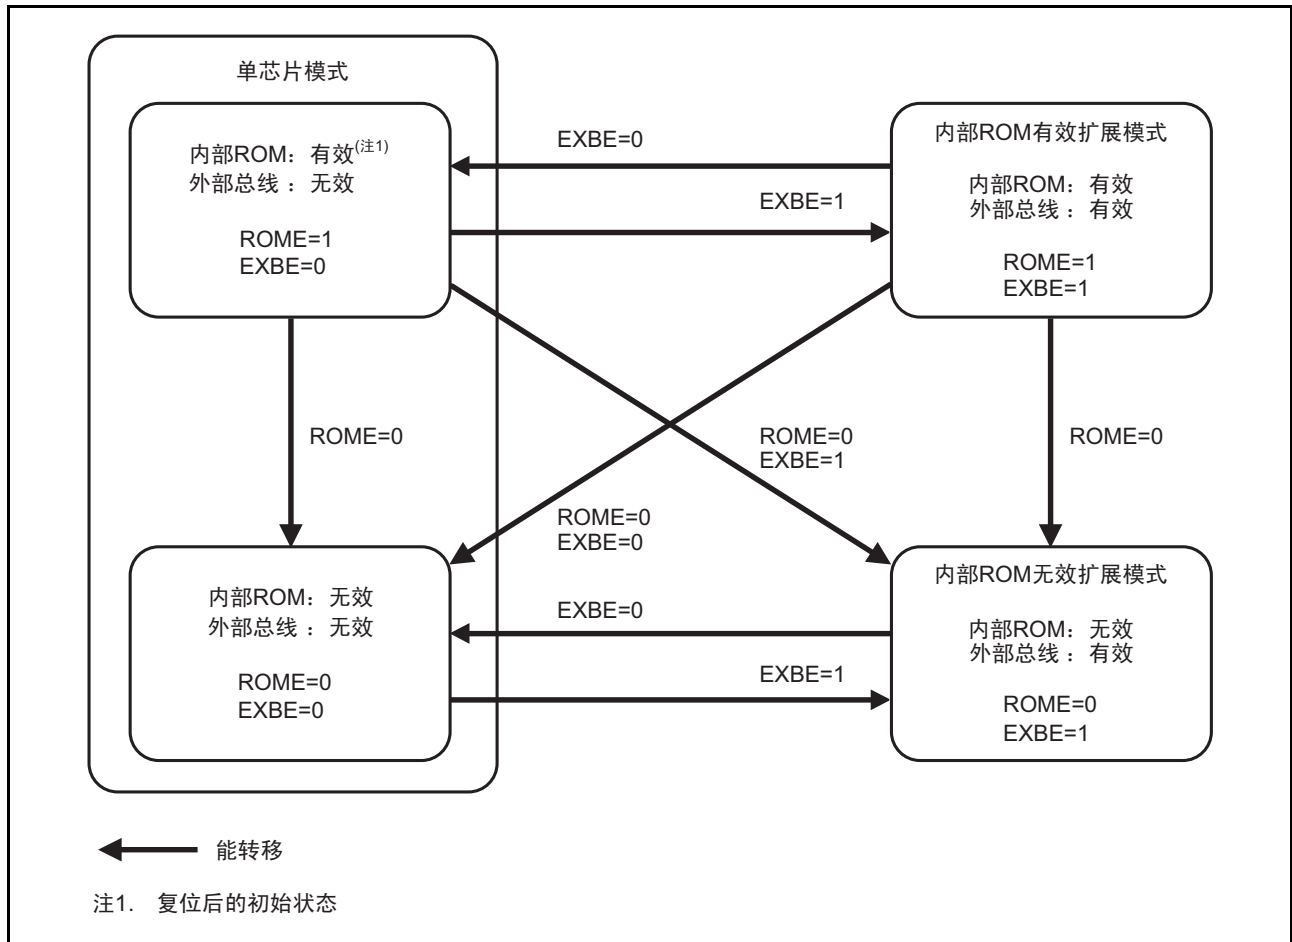 单芯片模式
内部ROM：有效(注1)
外部总线：无效
ROME=1
EXBE=0
EXBE=0
EXBE=1
内部ROM有效扩展模式
内部ROM：有效
外部总线：有效
ROME=1
EXBE=1
ROME=0
ROME=0
EXBE=1
ROME=0
ROME=0
EXBE=0
内部ROM：无效
外部总线：无效
ROME=0
EXBE=0
EXBE=0
EXBE=1
内部ROM无效扩展模式
内部ROM：无效
外部总线：有效
ROME=0
EXBE=1
能转移
注1. 复位后的初始状态